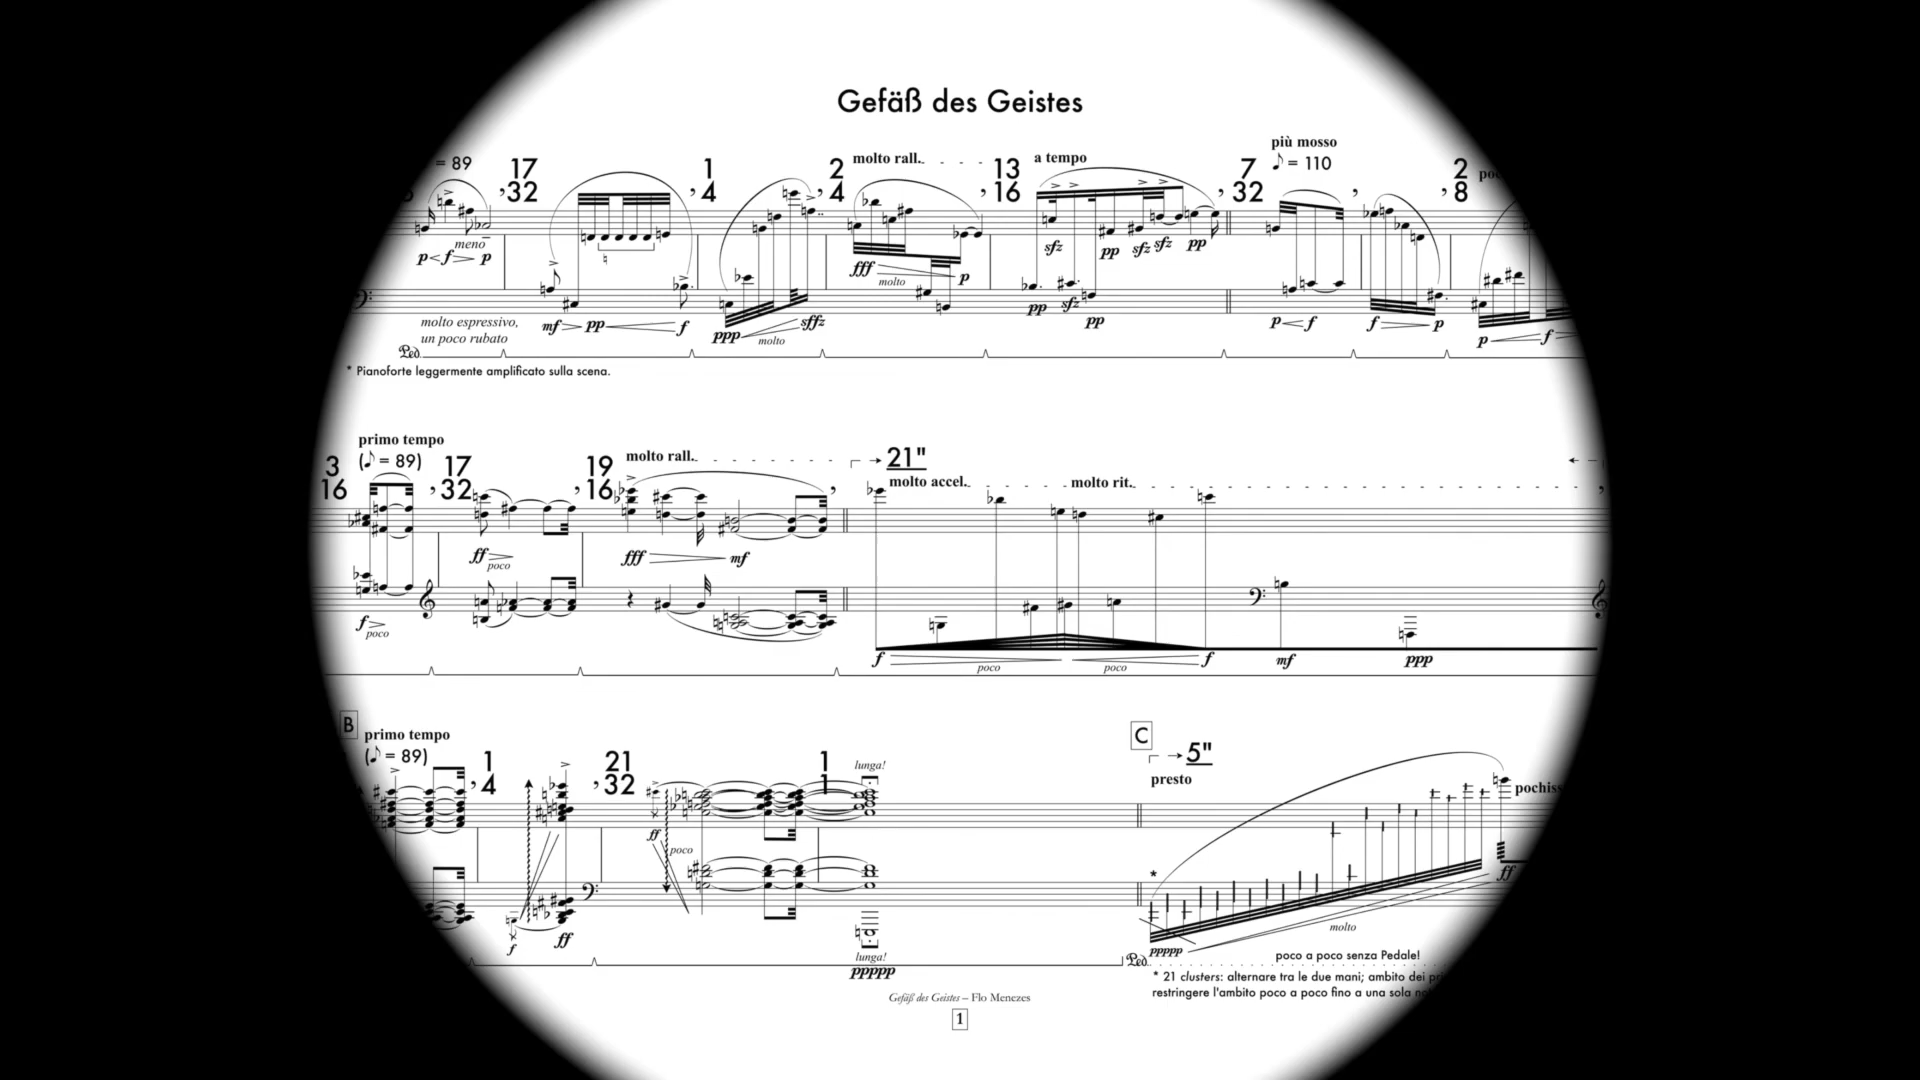 Gefäß des Geistes
più mosso
= 89 17 1 2 molto rall. 13 a tempo 7 ♪= 110 2
32 4 4 16 32 8
meno
p f p
sfz pp sfz sfz pp
fff molto p
molto espressivo, mf pp f ppp molto sffz pp sfz pp p f f p p f
un poco rubato
Ped.
* Pianoforte leggermente amplificato sulla scena.
primo tempo
3 (♪= 89) 17 19 molto rall. 21"
16 32 16 molto accel. molto rit.
ff poco fff mf
f poco f poco poco f mf ppp
B primo tempo C
(♪= 89) 1 21 1 lunga! 5"
4 32 1 presto
ff poco
f ff ff
molto
ppppp
lunga! Ped. poco a poco senza Pedale!
ppppp
* 21 clusters: alternare tra le due mani; ambito dei
restringere l'ambito poco a poco fino a una sola
Gefäß des Geistes – Flo Menezes
1